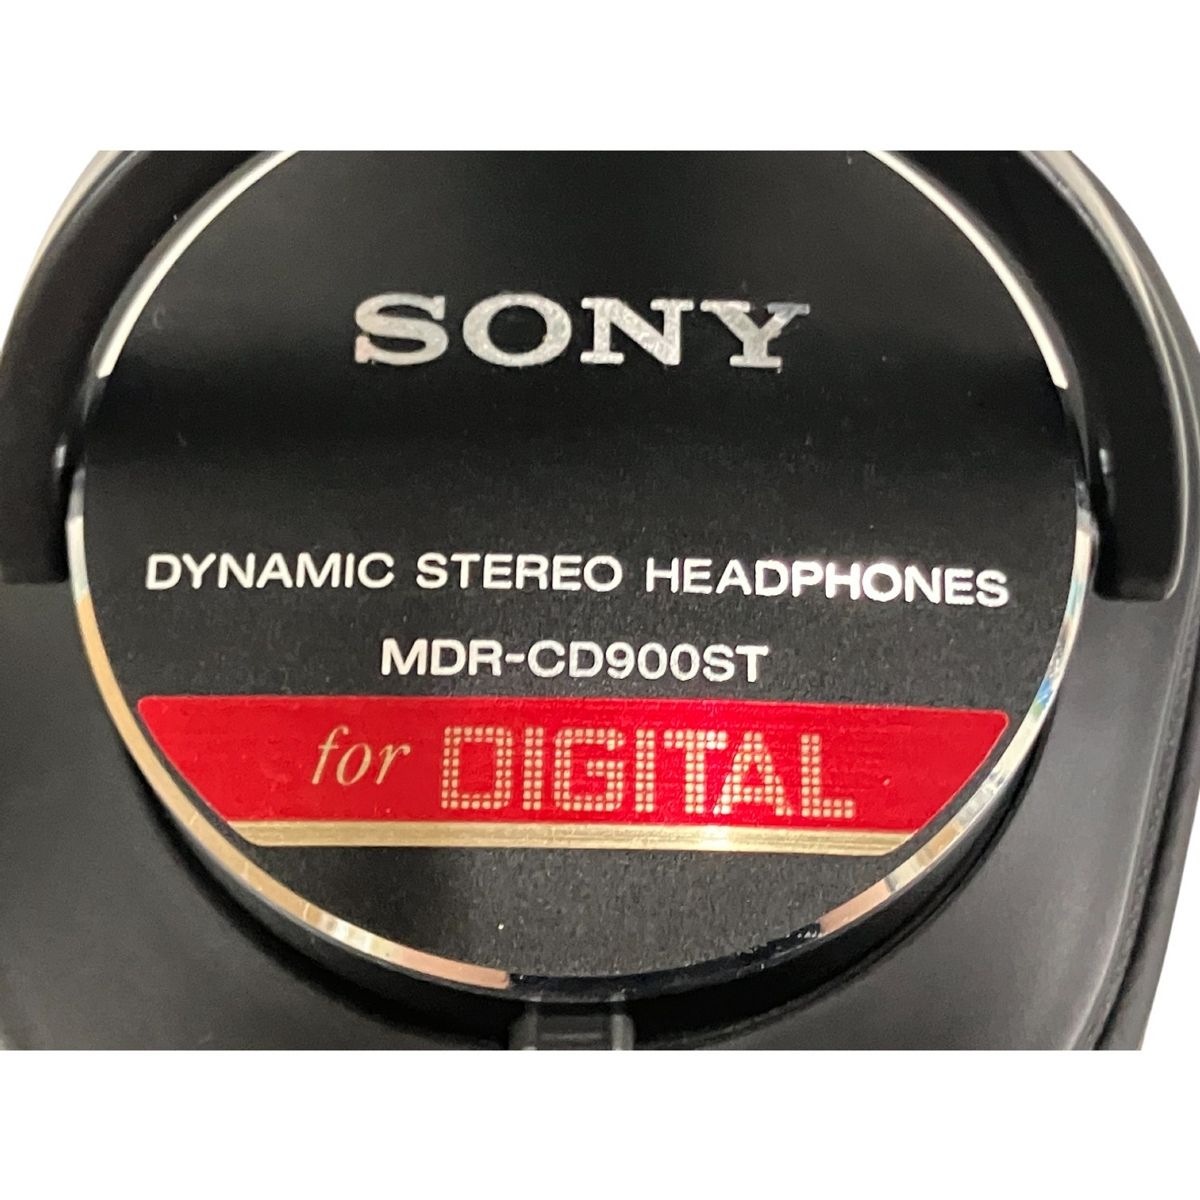 SONY
DYNAMIC STEREO HEADPHONES
MDR-CD900ST
for DIGITAL